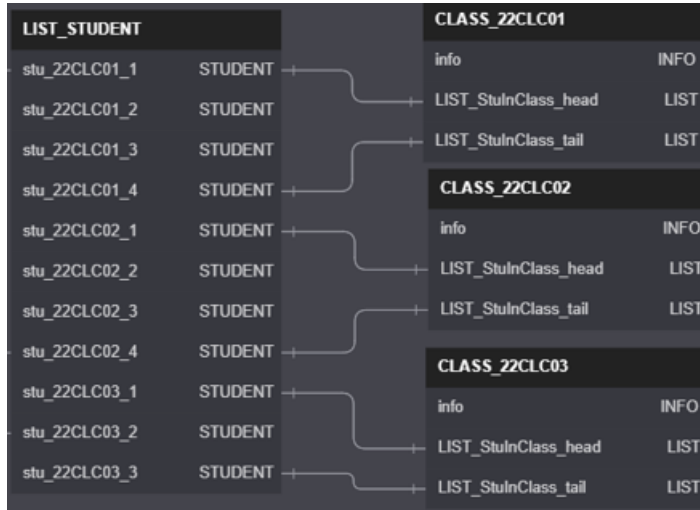 LIST_STUDENT
stu_22CLC01_1 STUDENT
stu_22CLC01_2 STUDENT
stu_22CLC01_3 STUDENT
stu_22CLC01_4 STUDENT
stu_22CLC02_1 STUDENT
stu_22CLC02_2 STUDENT
stu_22CLC02_3 STUDENT
stu_22CLC02_4 STUDENT
stu_22CLC03_1 STUDENT
stu_22CLC03_2 STUDENT
stu_22CLC03_3 STUDENT
CLASS_22CLC01
info INFO
LIST_StuInClass_head LIST
LIST_StuInClass_tail LIST
CLASS_22CLC02
info INFO
LIST_StuInClass_head LIST
LIST_StuInClass_tail LIST
CLASS_22CLC03
info INFO
LIST_StuInClass_head LIST
LIST_StuInClass_tail LIST